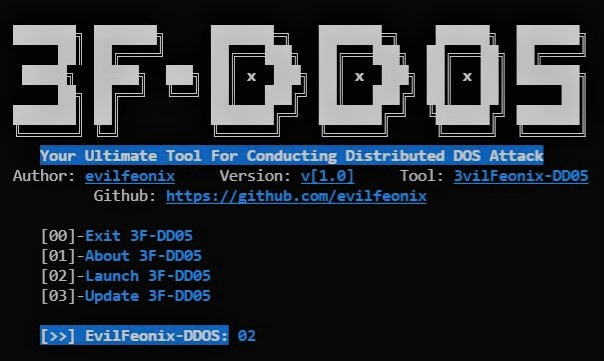 3F-DD05
Your Ultimate Tool For Conducting Distributed DOS Attack
Author: evilfeonix Version: v[1.0] Tool: 3vilFeonix-DD05
Github: https://github.com/evilfeonix
[00]-Exit 3F-DD05
[01]-About 3F-DD05
[02]-Launch 3F-DD05
[03]-Update 3F-DD05
[>>] EvilFeonix-DDOS: 02